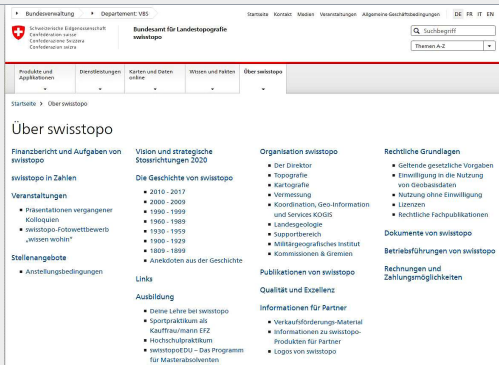 Bundesverwaltung Departement: VBS
Startseite Kontakt Medien Veranstaltungen Allgemeine Geschäftsbedingungen DE FR IT EN
Schweizerische Eidgenossenschaft
Confédération suisse
Confederazione Svizzera
Confederaziun svizra
Bundesamt für Landestopografie
swisstopo
Suchbegriff
Themen A-Z
Produkte und
Applikationen
Dienstleistungen
Karten und Daten
online
Wissen und Fakten
Über swisstopo
Startseite > Über swisstopo
Über swisstopo
Finanzbericht und Aufgaben von
swisstopo
swisstopo in Zahlen
Veranstaltungen
Präsentationen vergangener
Kolloquien
swisstopo-Fotowettbewerb
„wissen wohin"
Stellenangebote
Anstellungsbedingungen
Vision und strategische
Stossrichtungen 2020
Die Geschichte von swisstopo
2010 - 2017
2000 - 2009
1990 - 1999
1960 - 1989
1930 - 1959
1900 - 1929
1809 - 1899
Anekdoten aus der Geschichte
Links
Ausbildung
Deine Lehre bei swisstopo
Sportpraktikum als
Kauffrau/mann EFZ
Hochschulpraktikum
swisstopoEDU – Das Programm
für Masterabsolventen
Organisation swisstopo
Der Direktor
Topografie
Kartografie
Vermessung
Koordination, Geo-Information
und Services KOGIS
Landesgeologie
Supportbereich
Militärgeografisches Institut
Kommissionen & Gremien
Publikationen von swisstopo
Qualität und Exzellenz
Informationen für Partner
Verkaufsförderungs-Material
Informationen zu swisstopo-
Produkten für Partner
Logos von swisstopo
Rechtliche Grundlagen
Geltende gesetzliche Vorgaben
Einwilligung in die Nutzung
von Geobasisdaten
Nutzung ohne Einwilligung
Lizenzen
Rechtliche Fachpublikationen
Dokumente von swisstopo
Betriebsführungen von swisstopo
Rechnungen und
Zahlungsmöglichkeiten